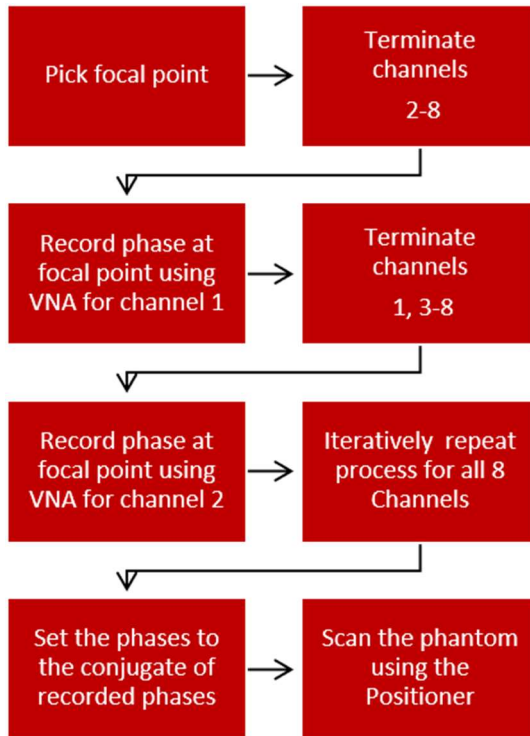 Pick focal point
Terminate
channels
2-8
Record phase at
focal point using
VNA for channel 1
Terminate
channels
1, 3-8
Record phase at
focal point using
VNA for channel 2
Iteratively repeat
process for all 8
Channels
Set the phases to
the conjugate of
recorded phases
Scan the phantom
using the
Positioner